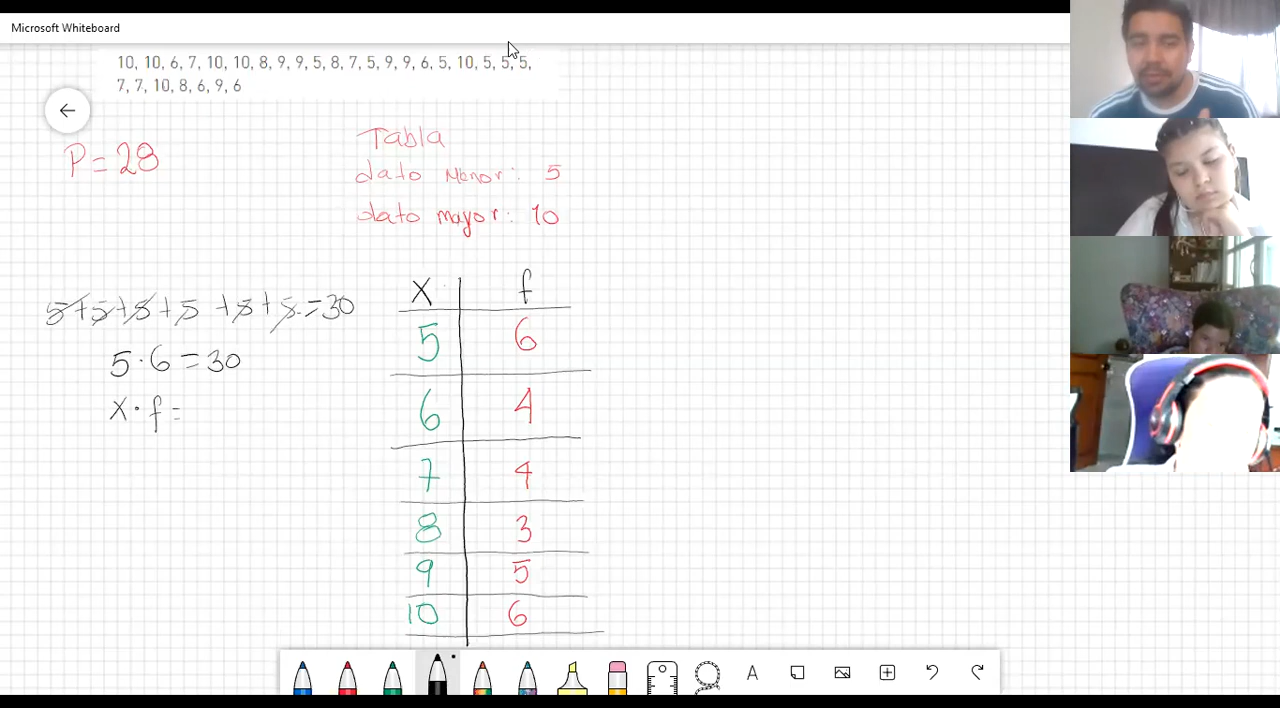 Microsoft Whiteboard
10, 10, 6, 7, 10, 10, 8, 9, 9, 5, 8, 7, 5, 9, 9, 6, 5, 10, 5, 5, 5,
7, 7, 10, 8, 6, 9, 6
P = 28
Tabla
dato Menor: 5
dato mayor: 10
5+5+5+5+5+5=30
5·6=30
X·f=
X f
5 6
6 4
7 4
8 3
9 5
10 6
A